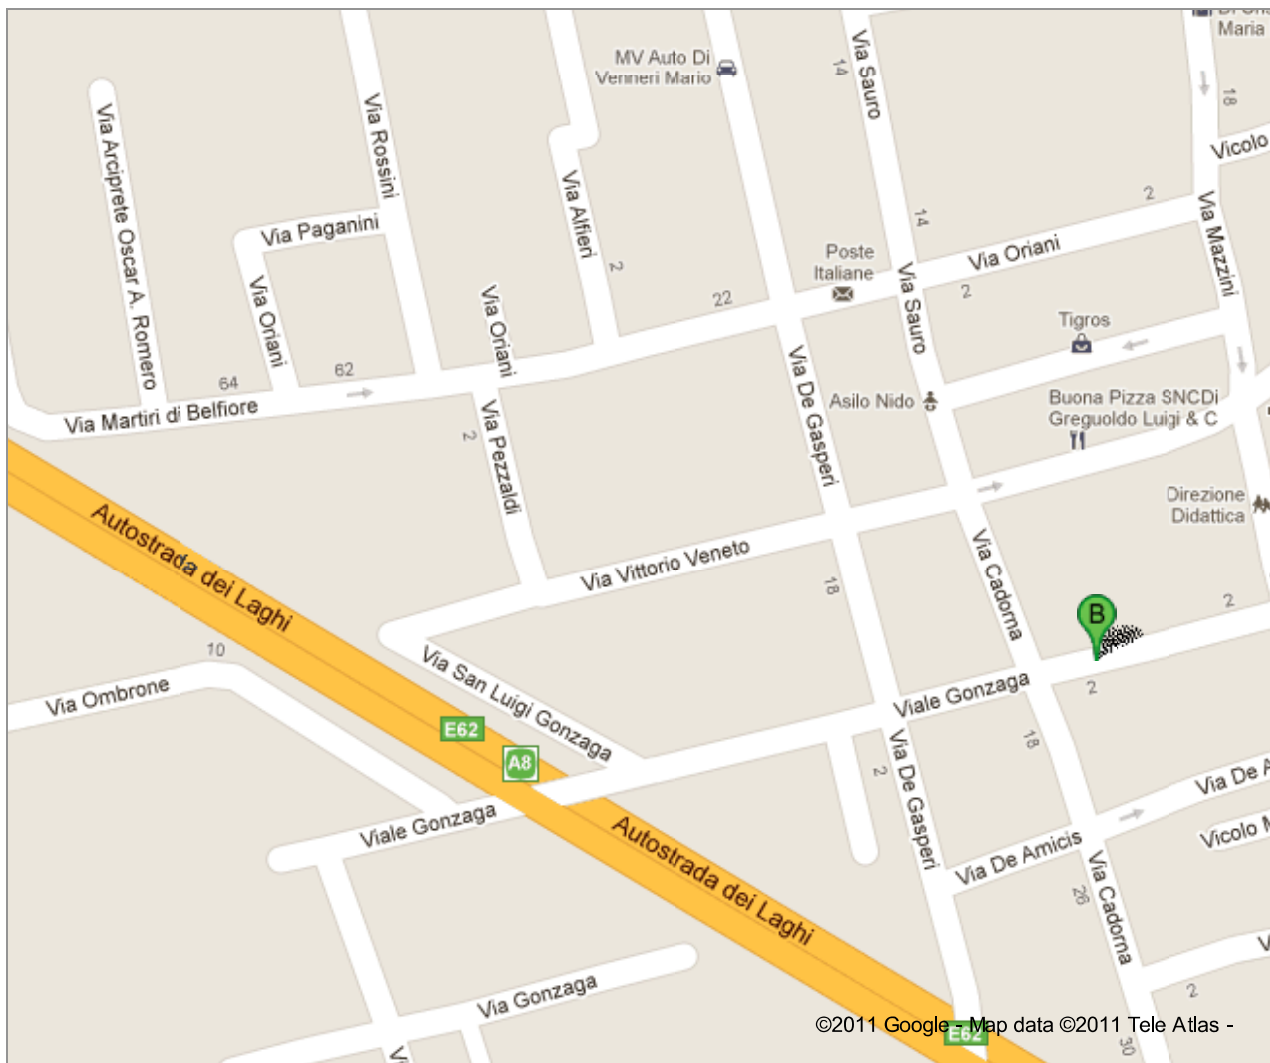 Di
Maria
MV Auto Di
Venneri Mario
14
Via Sauro
18
Vicolo
Via Arciprete Oscar A. Romero
Via Rossini
Via Alfieri
2
Via Mazzini
Via Paganini
14
Via Oriani
2
Poste
Italiane
2
Via Oriani
Via Oriani
22
Via Sauro
Tigros
64
62
Via Martiri di Belfiore
2
Via Pezzaldi
Via De Gasperi
Asilo Nido
Buona Pizza SNCDi
Greguoldo Luigi & C
Direzione
Didattica
Autostrada dei Laghi
Via Vittorio Veneto
18
Via Cadorna
B
2
10
Via Ombrone
Via San Luigi Gonzaga
Viale Gonzaga
2
E62
A8
18
2
Via De Gasperi
Via De A
Viale Gonzaga
Autostrada dei Laghi
Via De Amicis
Vicolo M
26
Via Cadorna
Via Gonzaga
2
V
V
30
E62
©2011 Google - Map data ©2011 Tele Atlas -